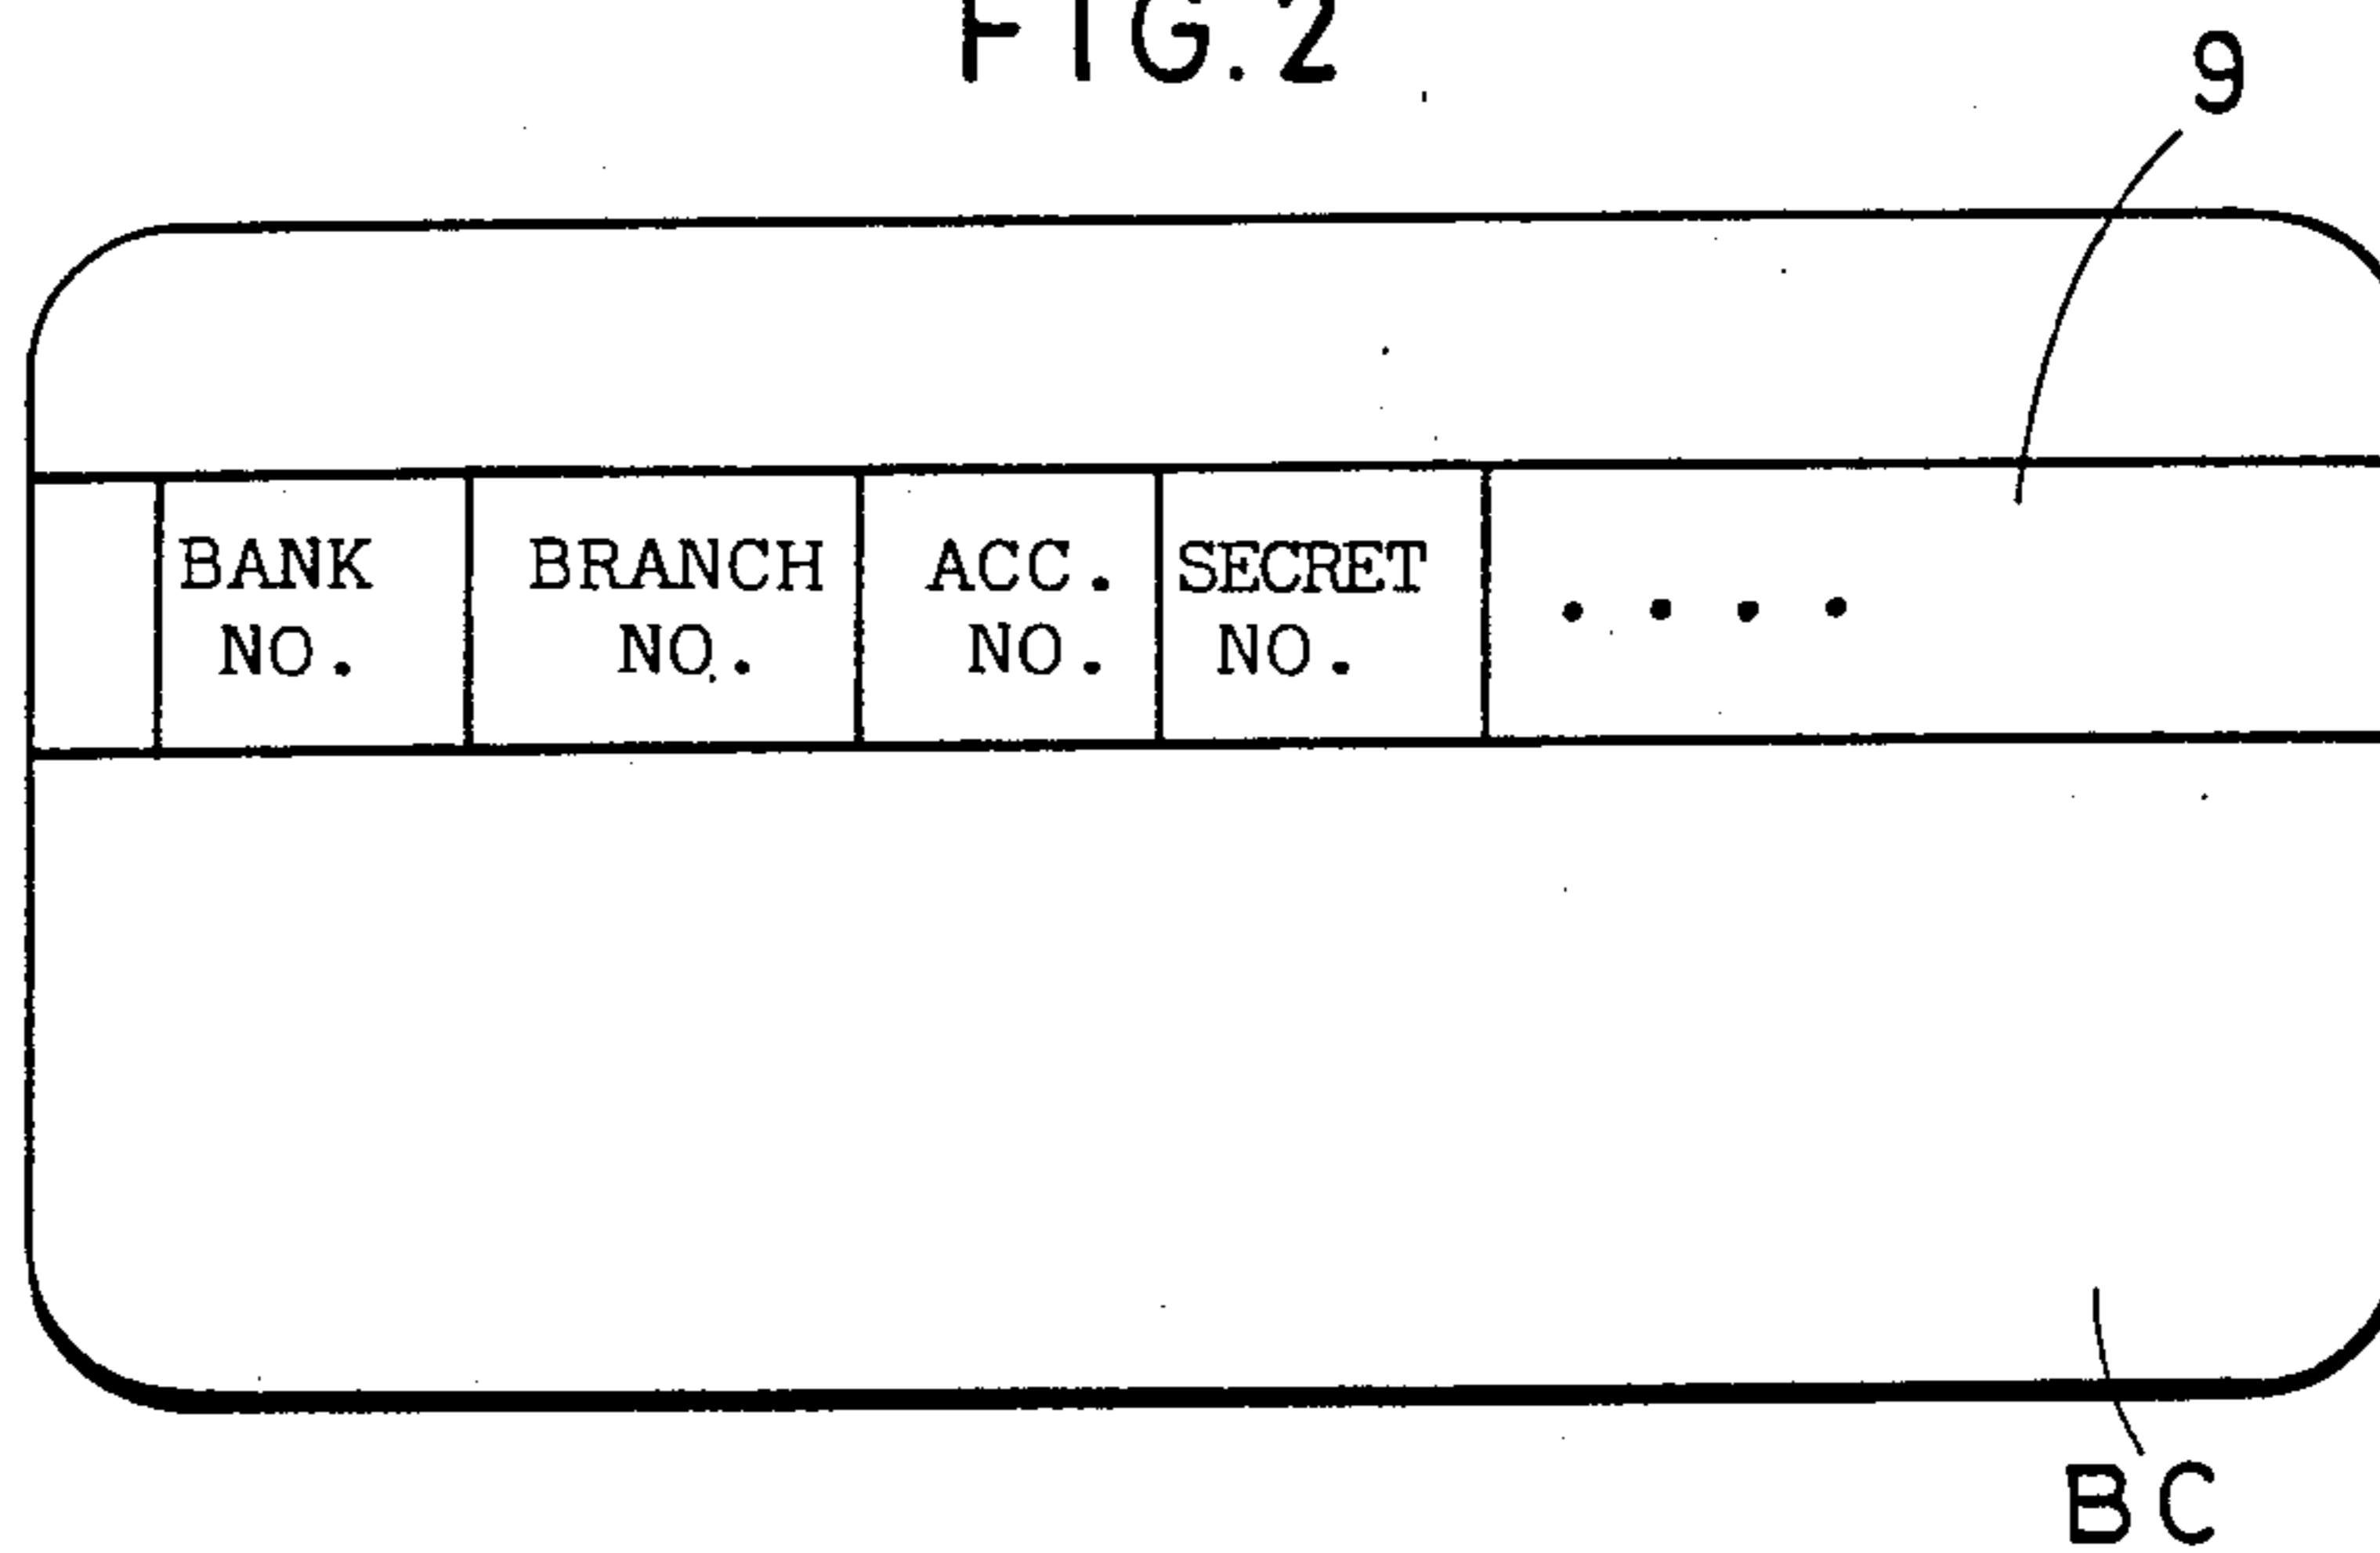 FIG.2
9
BANK NO.
BRANCH NO.
ACC. NO.
SECRET NO.
....
BC